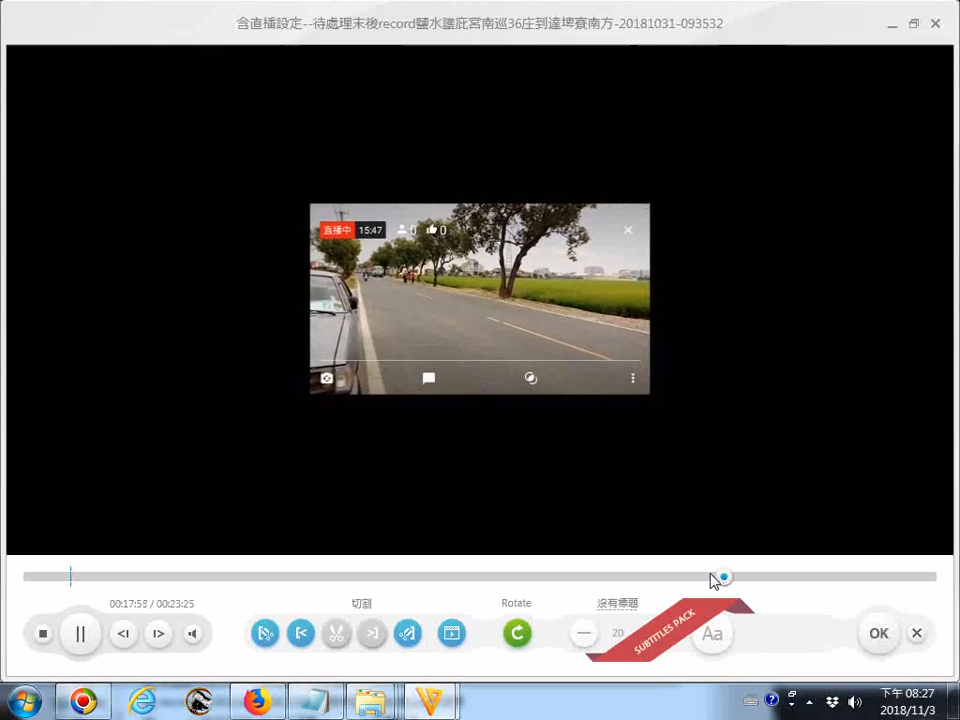 含直播設定--待處理末後record鹽水護庇宮南巡36庄到達埤寮南方-20181031-093532
直播中 15:47 0 0
00:17:58 / 00:23:25
切割
Rotate
沒有標題
2D
SUBTITLES PACK
Aa
OK
下午 08:27
2018/11/3